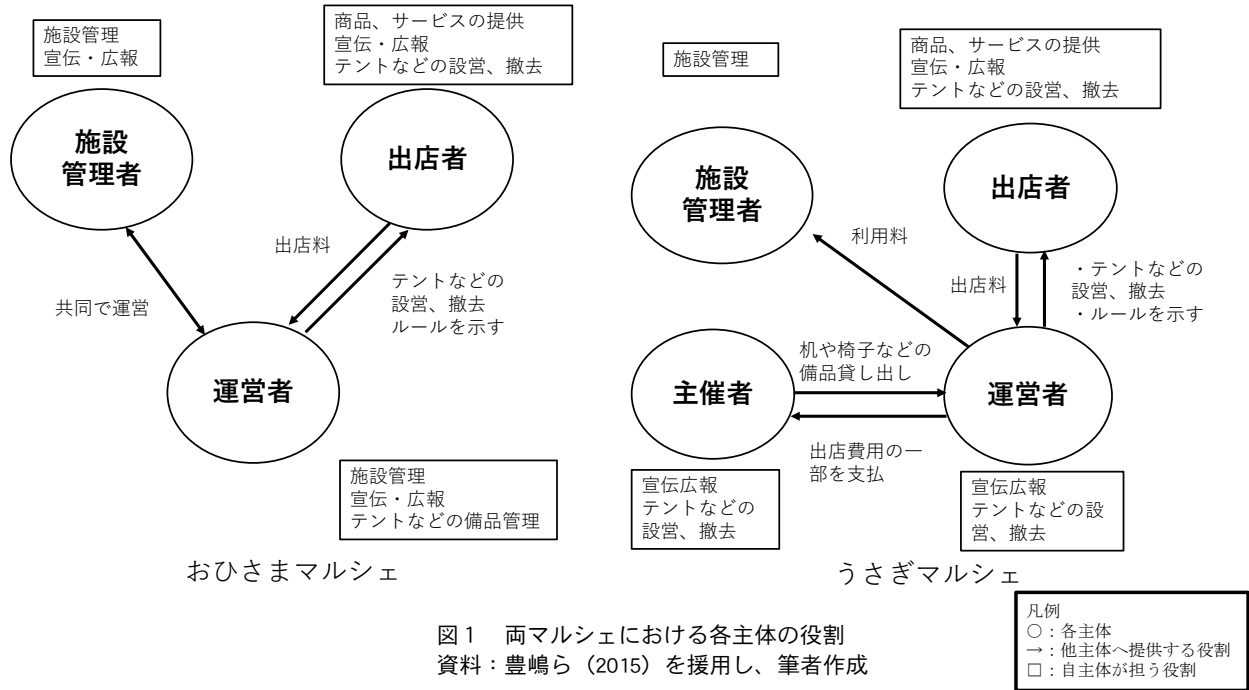 施設管理
宣伝・広報
商品、サービスの提供
宣伝・広報
テントなどの設営、撤去
施設
管理者
出店者
出店料
テントなどの
設営、撤去
ルールを示す
共同で運営
運営者
施設管理
宣伝・広報
テントなどの備品管理
おひさまマルシェ
施設管理
商品、サービスの提供
宣伝・広報
テントなどの設営、撤去
施設
管理者
出店者
利用料
出店料
・テントなどの
設営、撤去
・ルールを示す
机や椅子などの
備品貸し出し
主催者
運営者
出店費用の一
部を支払
宣伝広報
テントなどの
設営、撤去
宣伝広報
テントなどの設
営、撤去
うさぎマルシェ
図1 両マルシェにおける各主体の役割
資料:豊嶋ら(2015)を援用し、筆者作成
凡例
○:各主体
→:他主体へ提供する役割
□:自主体が担う役割